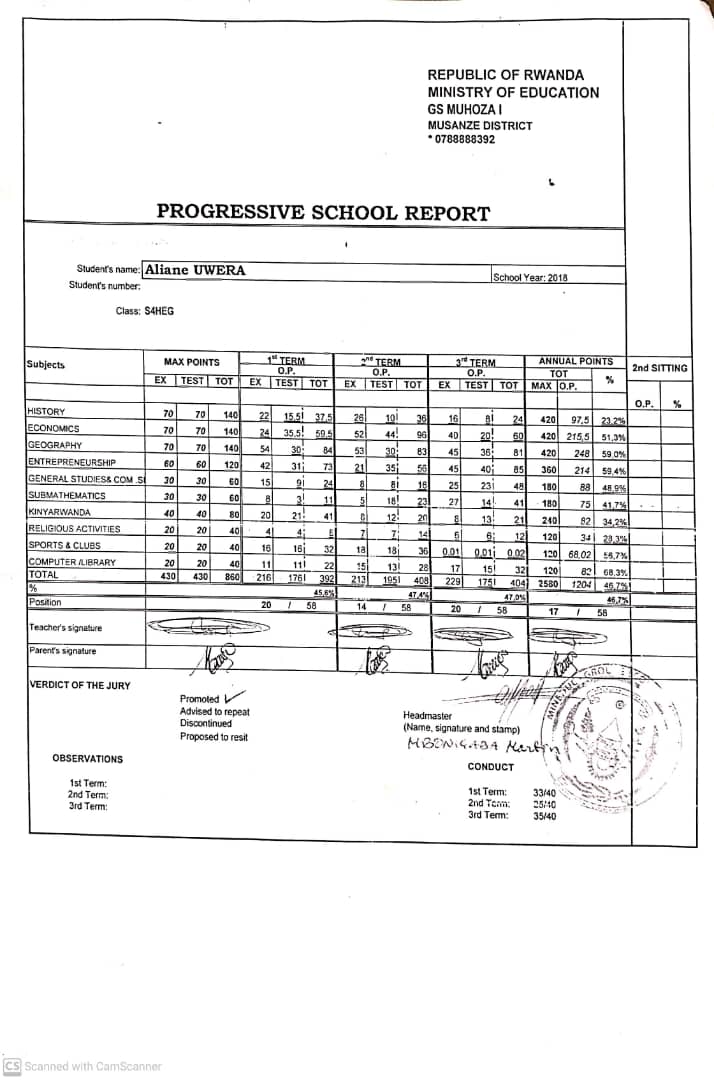 REPUBLIC OF RWANDA
MINISTRY OF EDUCATION
GS MUHOZA I
MUSANZE DISTRICT
* 0788888392
PROGRESSIVE SCHOOL REPORT
Student's name: Aliane UWERA
School Year: 2018
Student's number:
Class: S4HEG
Subjects MAX POINTS 1st TERM 2nd TERM 3rd TERM ANNUAL POINTS 2nd SITTING
O.P. O.P. O.P. TOT %
EX TEST TOT EX TEST TOT EX TEST TOT EX TEST TOT MAX O.P. O.P. %
HISTORY 70 70 140 22 15,5 37,5 26 10 36 16 8 24 420 97,5 23,2%
ECONOMICS 70 70 140 24 35,5 59,5 52 44 96 40 20 60 420 215,5 51,3%
GEOGRAPHY 70 70 140 54 30 84 53 30 83 45 36 81 420 248 59,0%
ENTREPRENEURSHIP 60 60 120 42 31 73 21 35 56 45 40 85 360 214 59,4%
GENERAL STUDIES& COM .SI 30 30 60 15 9 24 8 8 16 25 23 48 180 88 48,9%
SUBMATHEMATICS 30 30 60 8 3 11 5 18 23 27 14 41 180 75 41,7%
KINYARWANDA 40 40 80 20 21 41 8 12 20 8 13 21 240 82 34,2%
RELIGIOUS ACTIVITIES 20 20 40 4 4 8 7 7 14 6 6 12 120 34 28,3%
SPORTS & CLUBS 20 20 40 16 16 32 18 18 36 0,01 0,01 0,02 120 68,02 56,7%
COMPUTER /LIBRARY 20 20 40 11 11 22 15 13 28 17 15 32 120 82 68,3%
TOTAL 430 430 860 216 176 392 213 195 408 229 175 404 2580 1204 46,7%
% 45,6% 47,4% 47,0% 46,7%
Position 20 / 58 14 / 58 20 / 58 17 / 58
Teacher's signature
Parent's signature
VERDICT OF THE JURY
Promoted
Advised to repeat
Discontinued
Proposed to resit
Headmaster
(Name, signature and stamp)
MBONIGABA Martin
OBSERVATIONS
1st Term:
2nd Term:
3rd Term:
CONDUCT
1st Term: 33/40
2nd Term: 25/40
3rd Term: 35/40
CS Scanned with CamScanner